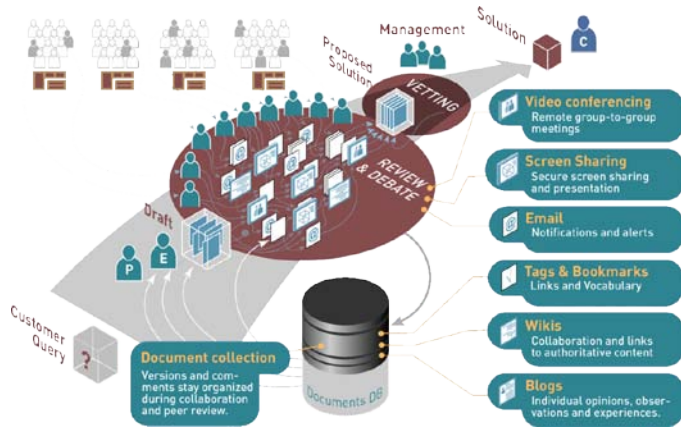 Management
Solution
C
Proposed Solution
VETTING
REVIEW
& DEBATE
Draft
P
E
Customer
Query
?
Document collection
Versions and com-
ments stay organized
during collaboration
and peer review.
Documents DB
Video conferencing
Remote group-to-group
meetings
Screen Sharing
Secure screen sharing
and presentation
Email
Notifications and alerts
Tags & Bookmarks
Links and Vocabulary
Wikis
Collaboration and links
to authoritative content
Blogs
Individual opinions, obser-
vations and experiences.